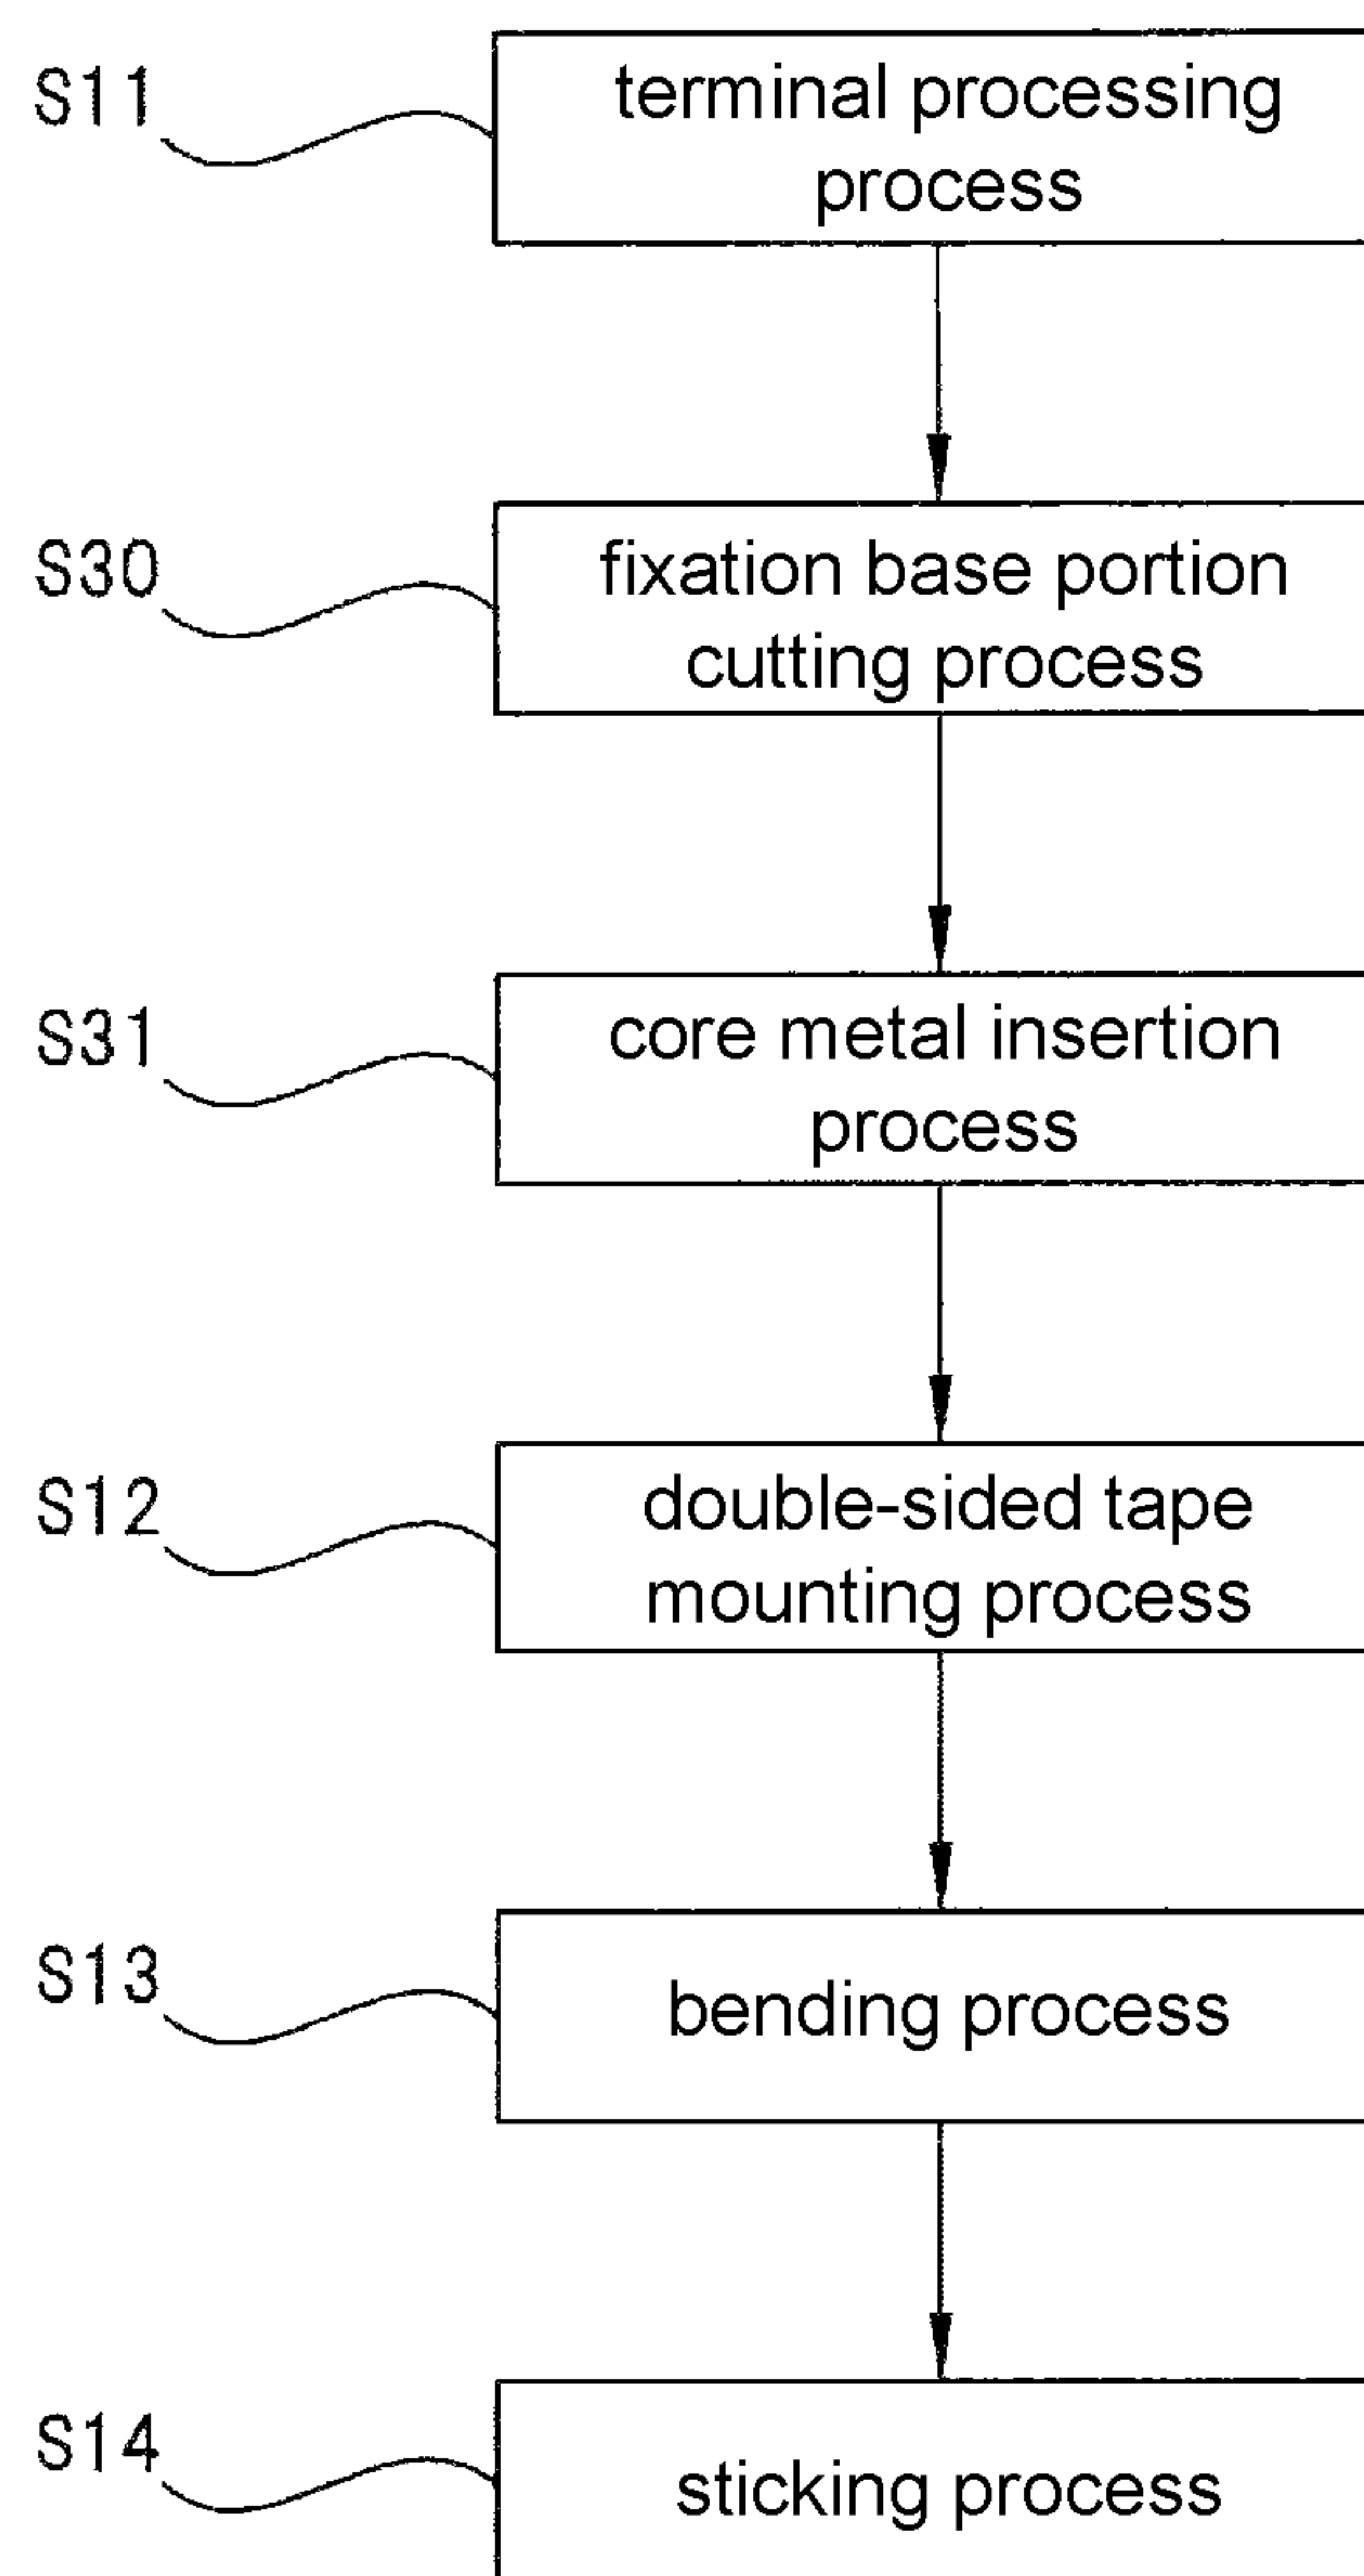 S11
terminal processing
process
S30
fixation base portion
cutting process
S31
core metal insertion
process
S12
double-sided tape
mounting process
S13
bending process
S14
sticking process